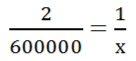 2/600000 = 1/x